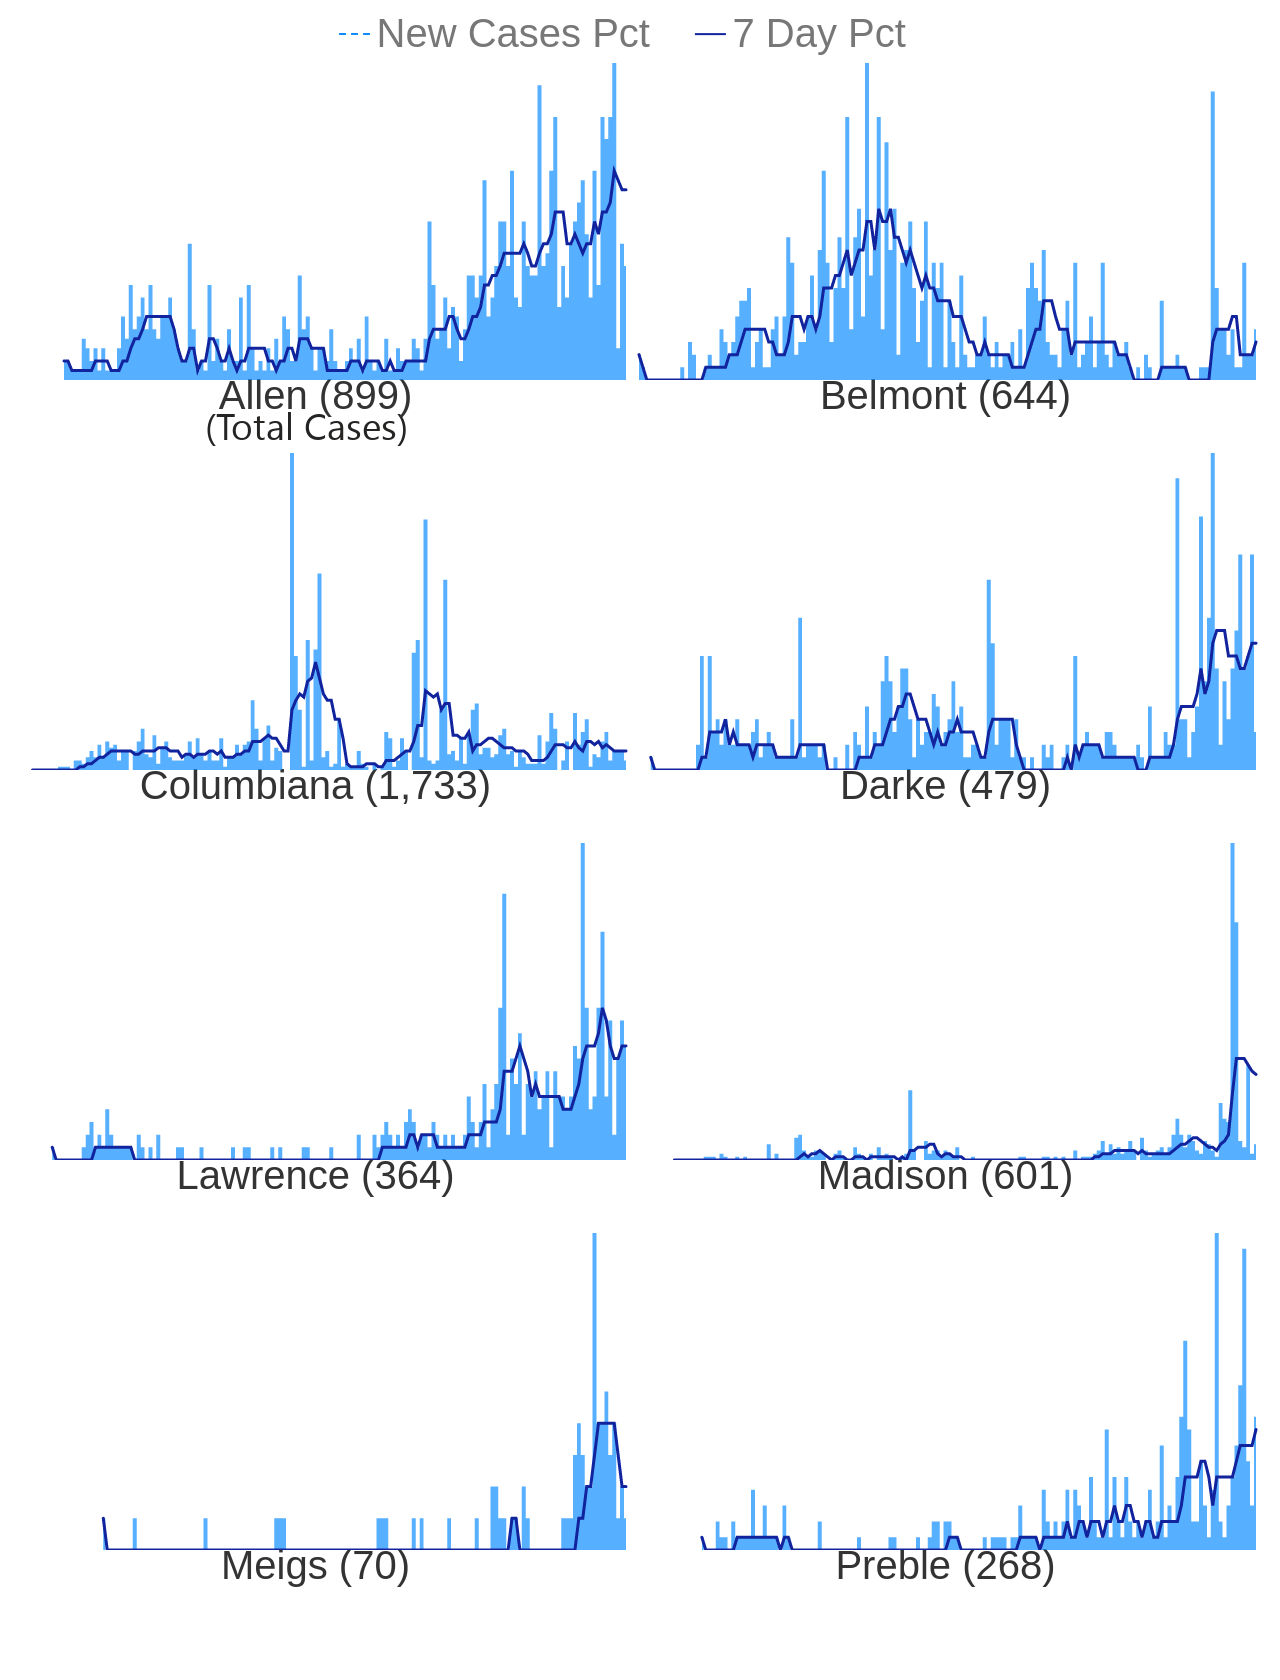 New Cases Pct 7 Day Pct
Allen (899) Belmont (644)
(Total Cases)
Columbiana (1,733) Darke (479)
Lawrence (364) Madison (601)
Meigs (70) Preble (268)